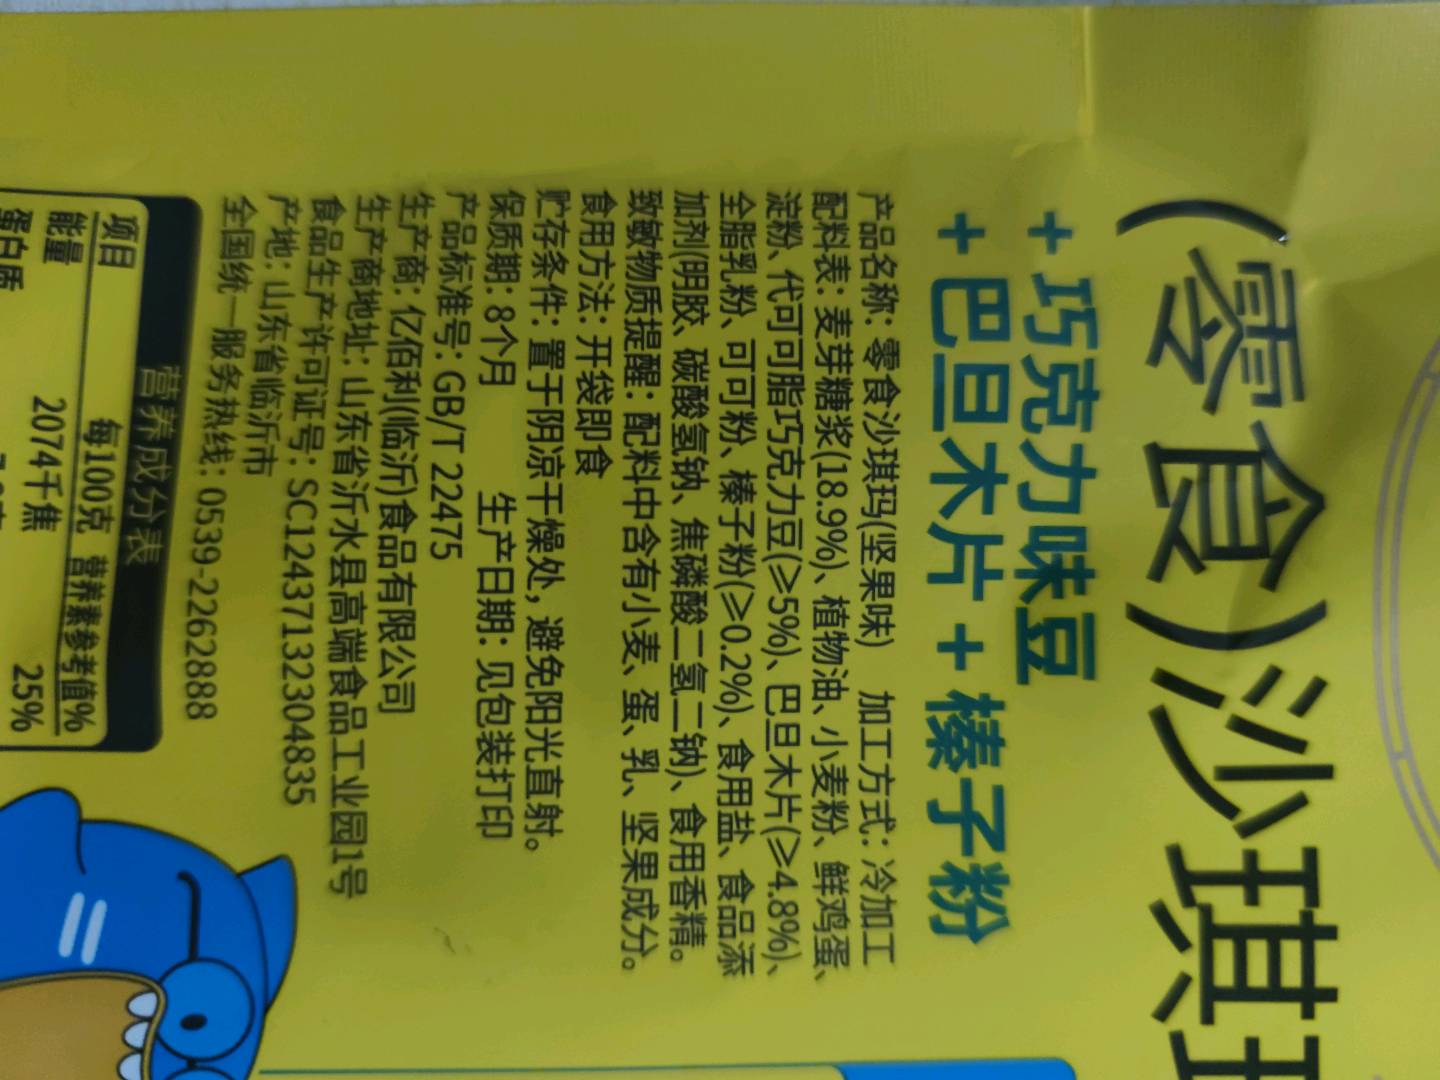 (零食)沙琪
+巧克力味豆
+巴旦木片+榛子粉
产品名称:零食沙琪玛(坚果味) 加工方式:冷加工
配料表:麦芽糖浆(18.9%)、植物油、小麦粉、鲜鸡蛋、
淀粉、代可可脂巧克力豆(≥5%)、巴旦木片(≥4.8%)、
全脂乳粉、可可粉、榛子粉(≥0.2%)、食用盐、食品添
加剂(明胶、碳酸氢钠、焦磷酸二氢二钠)、食用香精。
致敏物质提醒:配料中含有小麦、蛋、乳、坚果成分。
食用方法:开袋即食
贮存条件:置于阴凉干燥处,避免阳光直射。
保质期:8个月 生产日期:见包装打印
产品标准号:GB/T 22475
生产商:亿佰利(临沂)食品有限公司
生产商地址:山东省沂水县高端食品工业园1号
食品生产许可证号:SC12437132304835
产地:山东省临沂市
全国统一服务热线:0539-2262888
营养成分表
项目 每100克 营养素参考值%
能量 2074千焦 25%
蛋白质